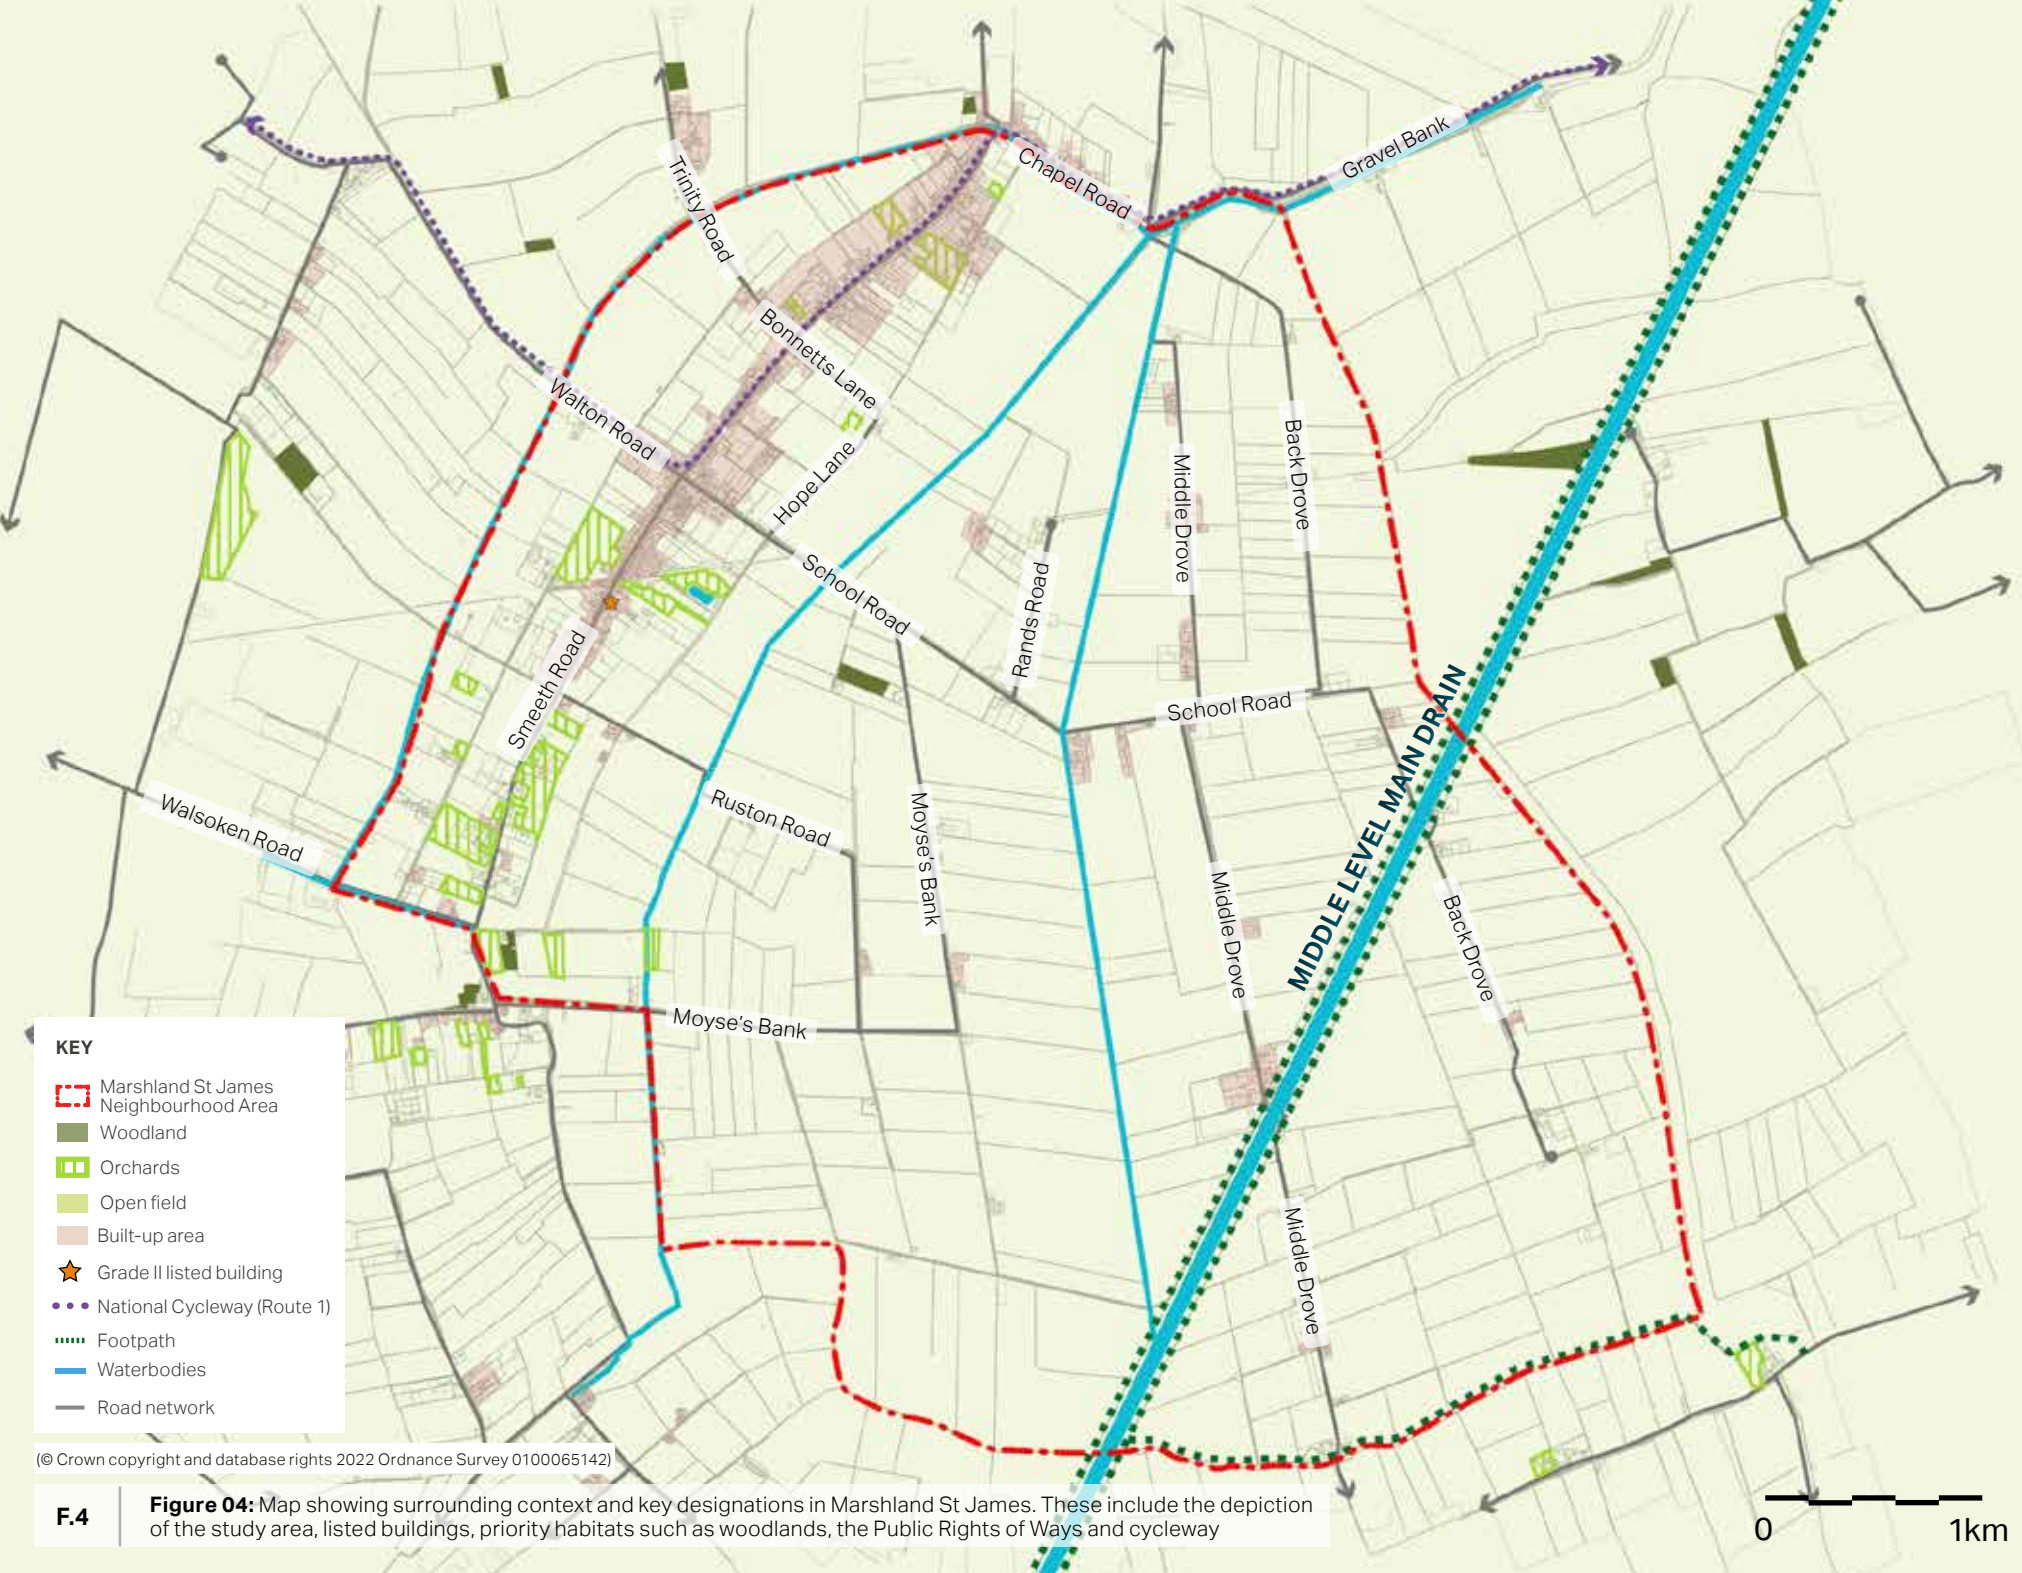 Gravel Bank
Chapel Road
Trinity Road
Bonnetts Lane
Walton Road
Hope Lane
Back Drove
Middle Drove
School Road
Rands Road
Smeeth Road
School Road
MIDDLE LEVEL MAIN DRAIN
Walsoken Road
Ruston Road
Moyse's Bank
Middle Drove
Back Drove
Moyse's Bank
Middle Drove
KEY
Marshland St James
Neighbourhood Area
Woodland
Orchards
Open field
Built-up area
Grade II listed building
National Cycleway (Route 1)
Footpath
Waterbodies
Road network
(© Crown copyright and database rights 2022 Ordnance Survey 0100065142)
F.4
Figure 04: Map showing surrounding context and key designations in Marshland St James. These include the depiction
of the study area, listed buildings, priority habitats such as woodlands, the Public Rights of Ways and cycleway
0 1km